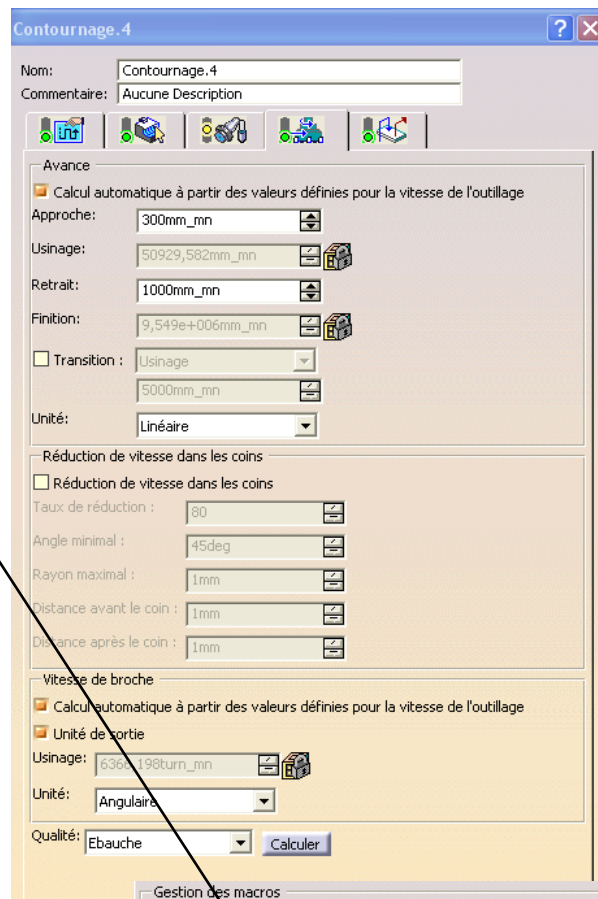 Contournage.4
Nom: Contournage.4
Commentaire: Aucune Description
Avance
Calcul automatique à partir des valeurs définies pour la vitesse de l'outillage
Approche: 300mm_mn
Usinage: 50929,582mm_mn
Retrait: 1000mm_mn
Finition: 9,549e+006mm_mn
Transition : Usinage
5000mm_mn
Unité: Linéaire
Réduction de vitesse dans les coins
Réduction de vitesse dans les coins
Taux de réduction : 80
Angle minimal : 45deg
Rayon maximal : 1mm
Distance avant le coin : 1mm
Distance après le coin : 1mm
Vitesse de broche
Calcul automatique à partir des valeurs définies pour la vitesse de l'outillage
Unité de sortie
Usinage: 6366,198turn_mn
Unité: Angulaire
Qualité: Ebauche Calculer
Gestion des macros